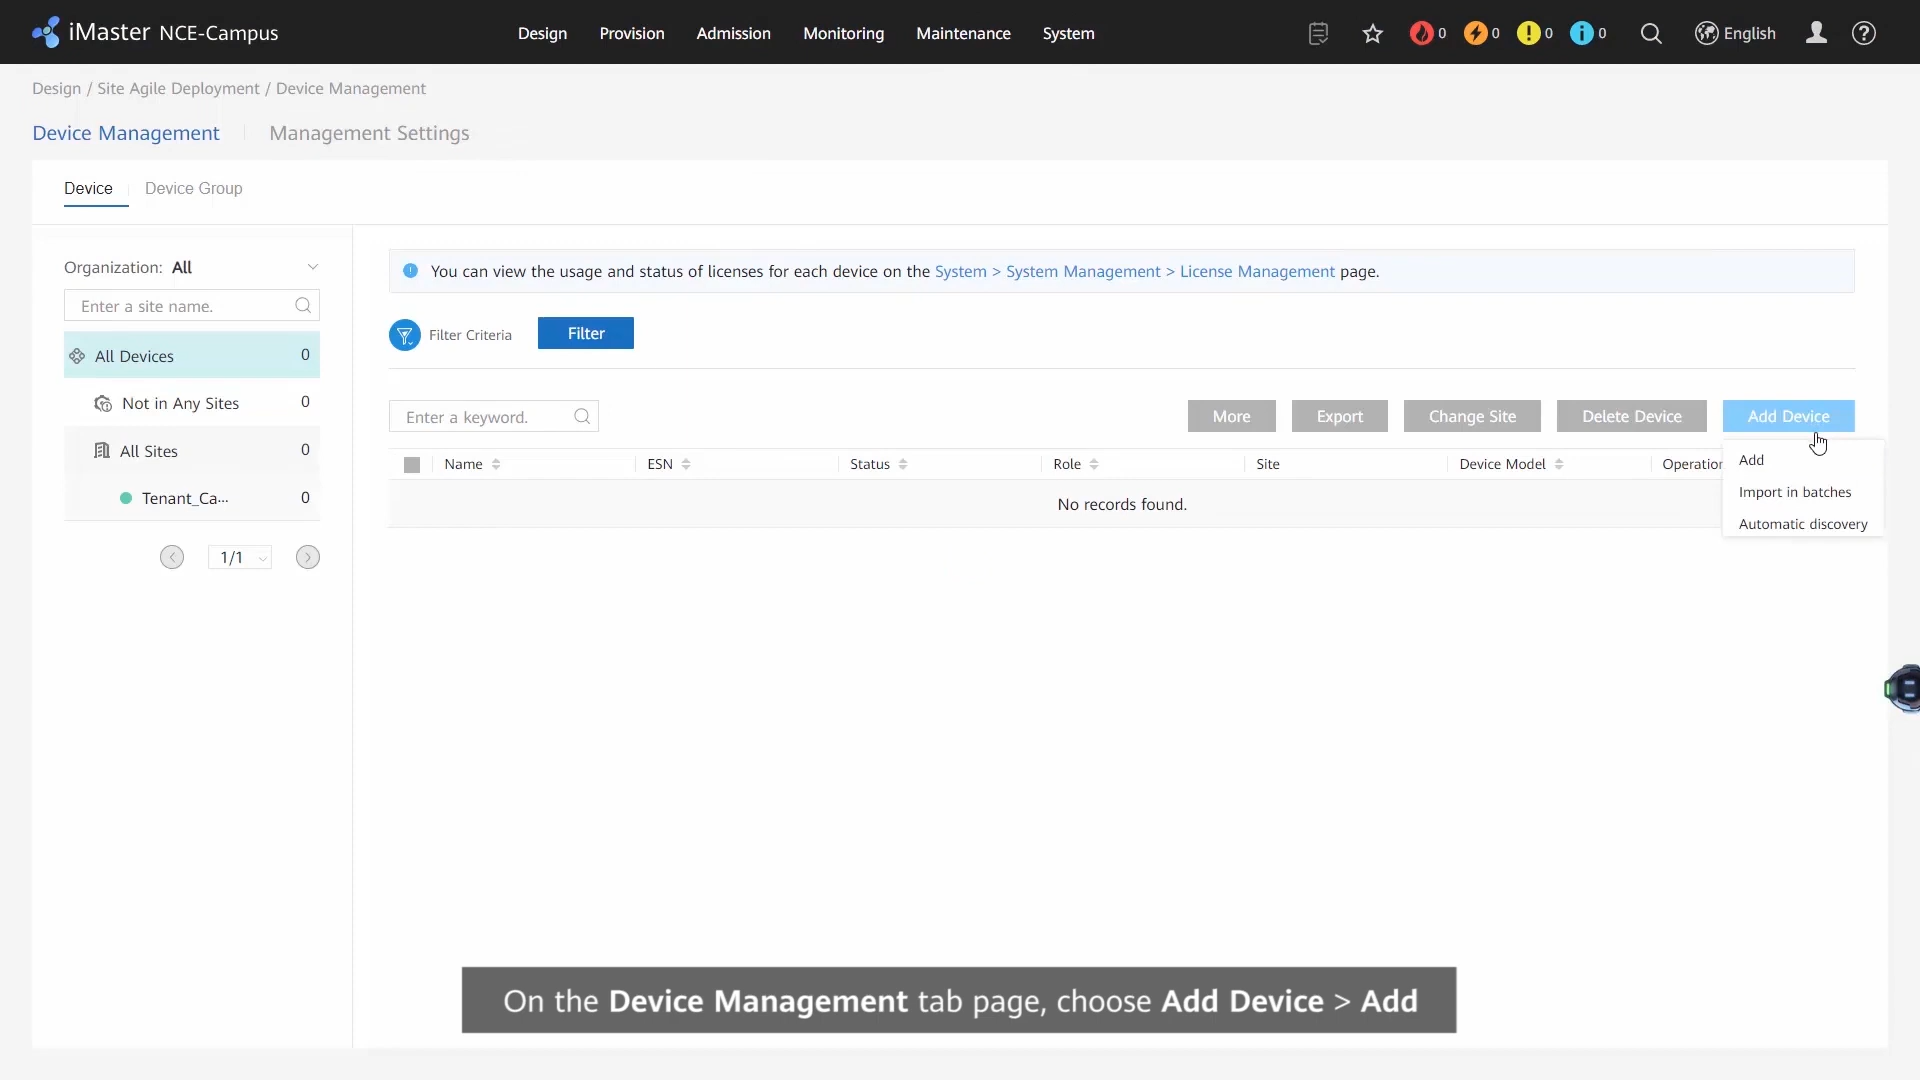 iMaster NCE-Campus
Design Provision Admission Monitoring Maintenance System
0 0 0 0 English
Design / Site Agile Deployment / Device Management
Device Management Management Settings
Device Device Group
Organization: All
Enter a site name.
All Devices 0
Not in Any Sites 0
All Sites 0
Tenant_Ca... 0
1/1
You can view the usage and status of licenses for each device on the System > System Management > License Management page.
Filter Criteria Filter
Enter a keyword. More Export Change Site Delete Device Add Device
Name ESN Status Role Site Device Model Operation
No records found.
Add
Import in batches
Automatic discovery
On the Device Management tab page, choose Add Device > Add